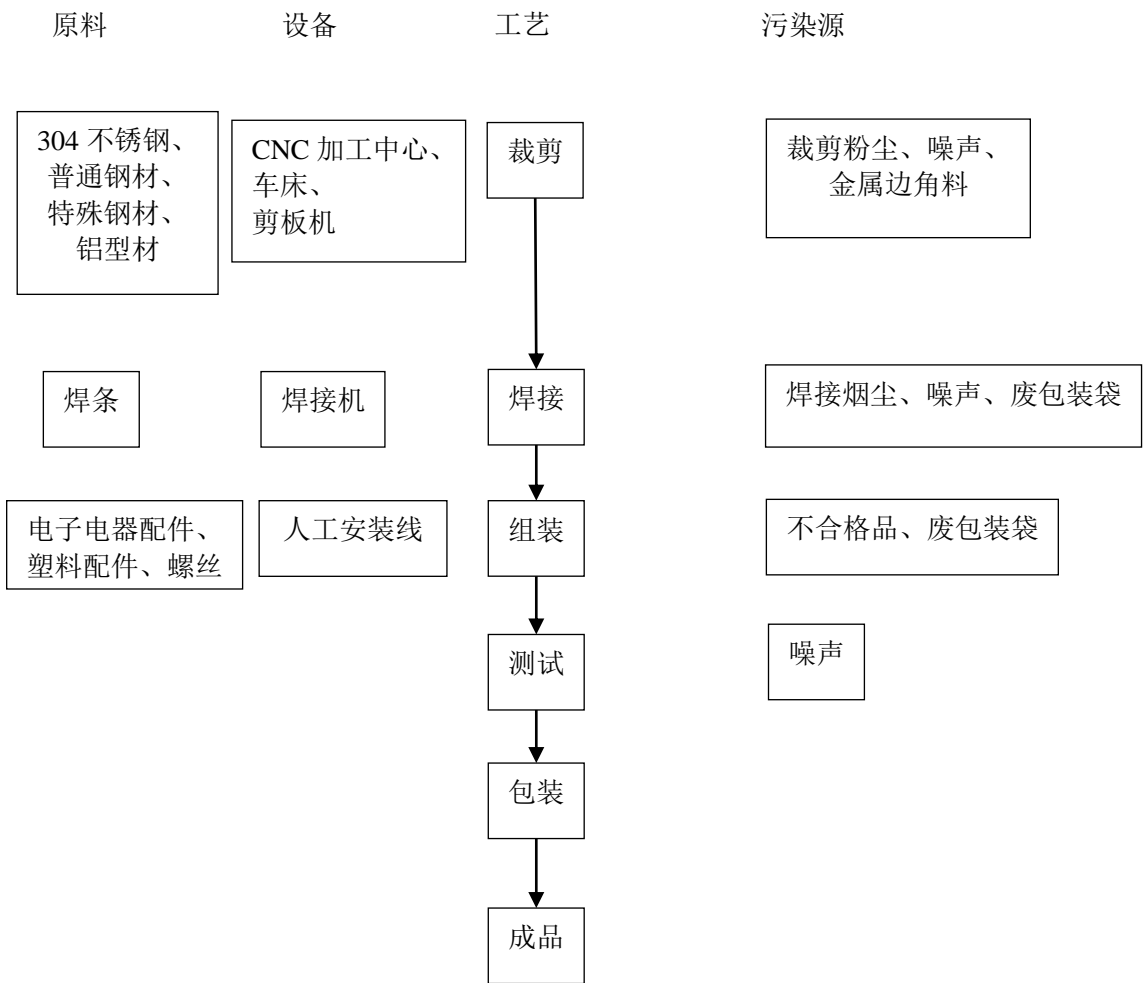 原料 设备 工艺 污染源
304 不锈钢、
普通钢材、
特殊钢材、
铝型材
CNC 加工中心、
车床、
剪板机
裁剪
裁剪粉尘、噪声、
金属边角料
焊条
焊接机
焊接
焊接烟尘、噪声、废包装袋
电子电器配件、
塑料配件、螺丝
人工安装线
组装
不合格品、废包装袋
测试
噪声
包装
成品